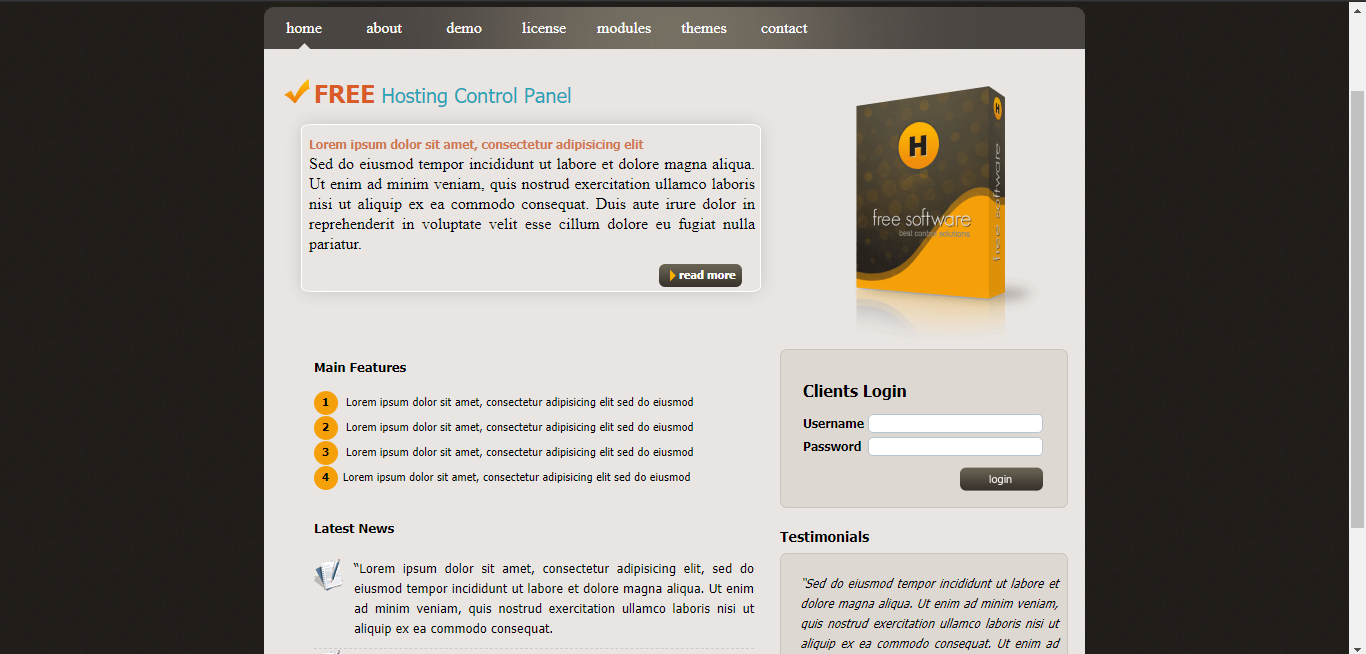 home about demo license modules themes contact
FREE Hosting Control Panel
Lorem ipsum dolor sit amet, consectetur adipisicing elit
Sed do eiusmod tempor incididunt ut labore et dolore magna aliqua.
Ut enim ad minim veniam, quis nostrud exercitation ullamco laboris
nisi ut aliquip ex ea commodo consequat. Duis aute irure dolor in
reprehenderit in voluptate velit esse cillum dolore eu fugiat nulla
pariatur.
read more
H
H
free software
best control solutions
free software
Main Features
1 Lorem ipsum dolor sit amet, consectetur adipisicing elit sed do eiusmod
2 Lorem ipsum dolor sit amet, consectetur adipisicing elit sed do eiusmod
3 Lorem ipsum dolor sit amet, consectetur adipisicing elit sed do eiusmod
4 Lorem ipsum dolor sit amet, consectetur adipisicing elit sed do eiusmod
Clients Login
Username
Password
login
Latest News
“Lorem ipsum dolor sit amet, consectetur adipisicing elit, sed do
eiusmod tempor incididunt ut labore et dolore magna aliqua. Ut enim
ad minim veniam, quis nostrud exercitation ullamco laboris nisi ut
aliquip ex ea commodo consequat.
Testimonials
“Sed do eiusmod tempor incididunt ut labore et
dolore magna aliqua. Ut enim ad minim veniam,
quis nostrud exercitation ullamco laboris nisi ut
aliquip ex ea commodo consequat. Ut enim ad